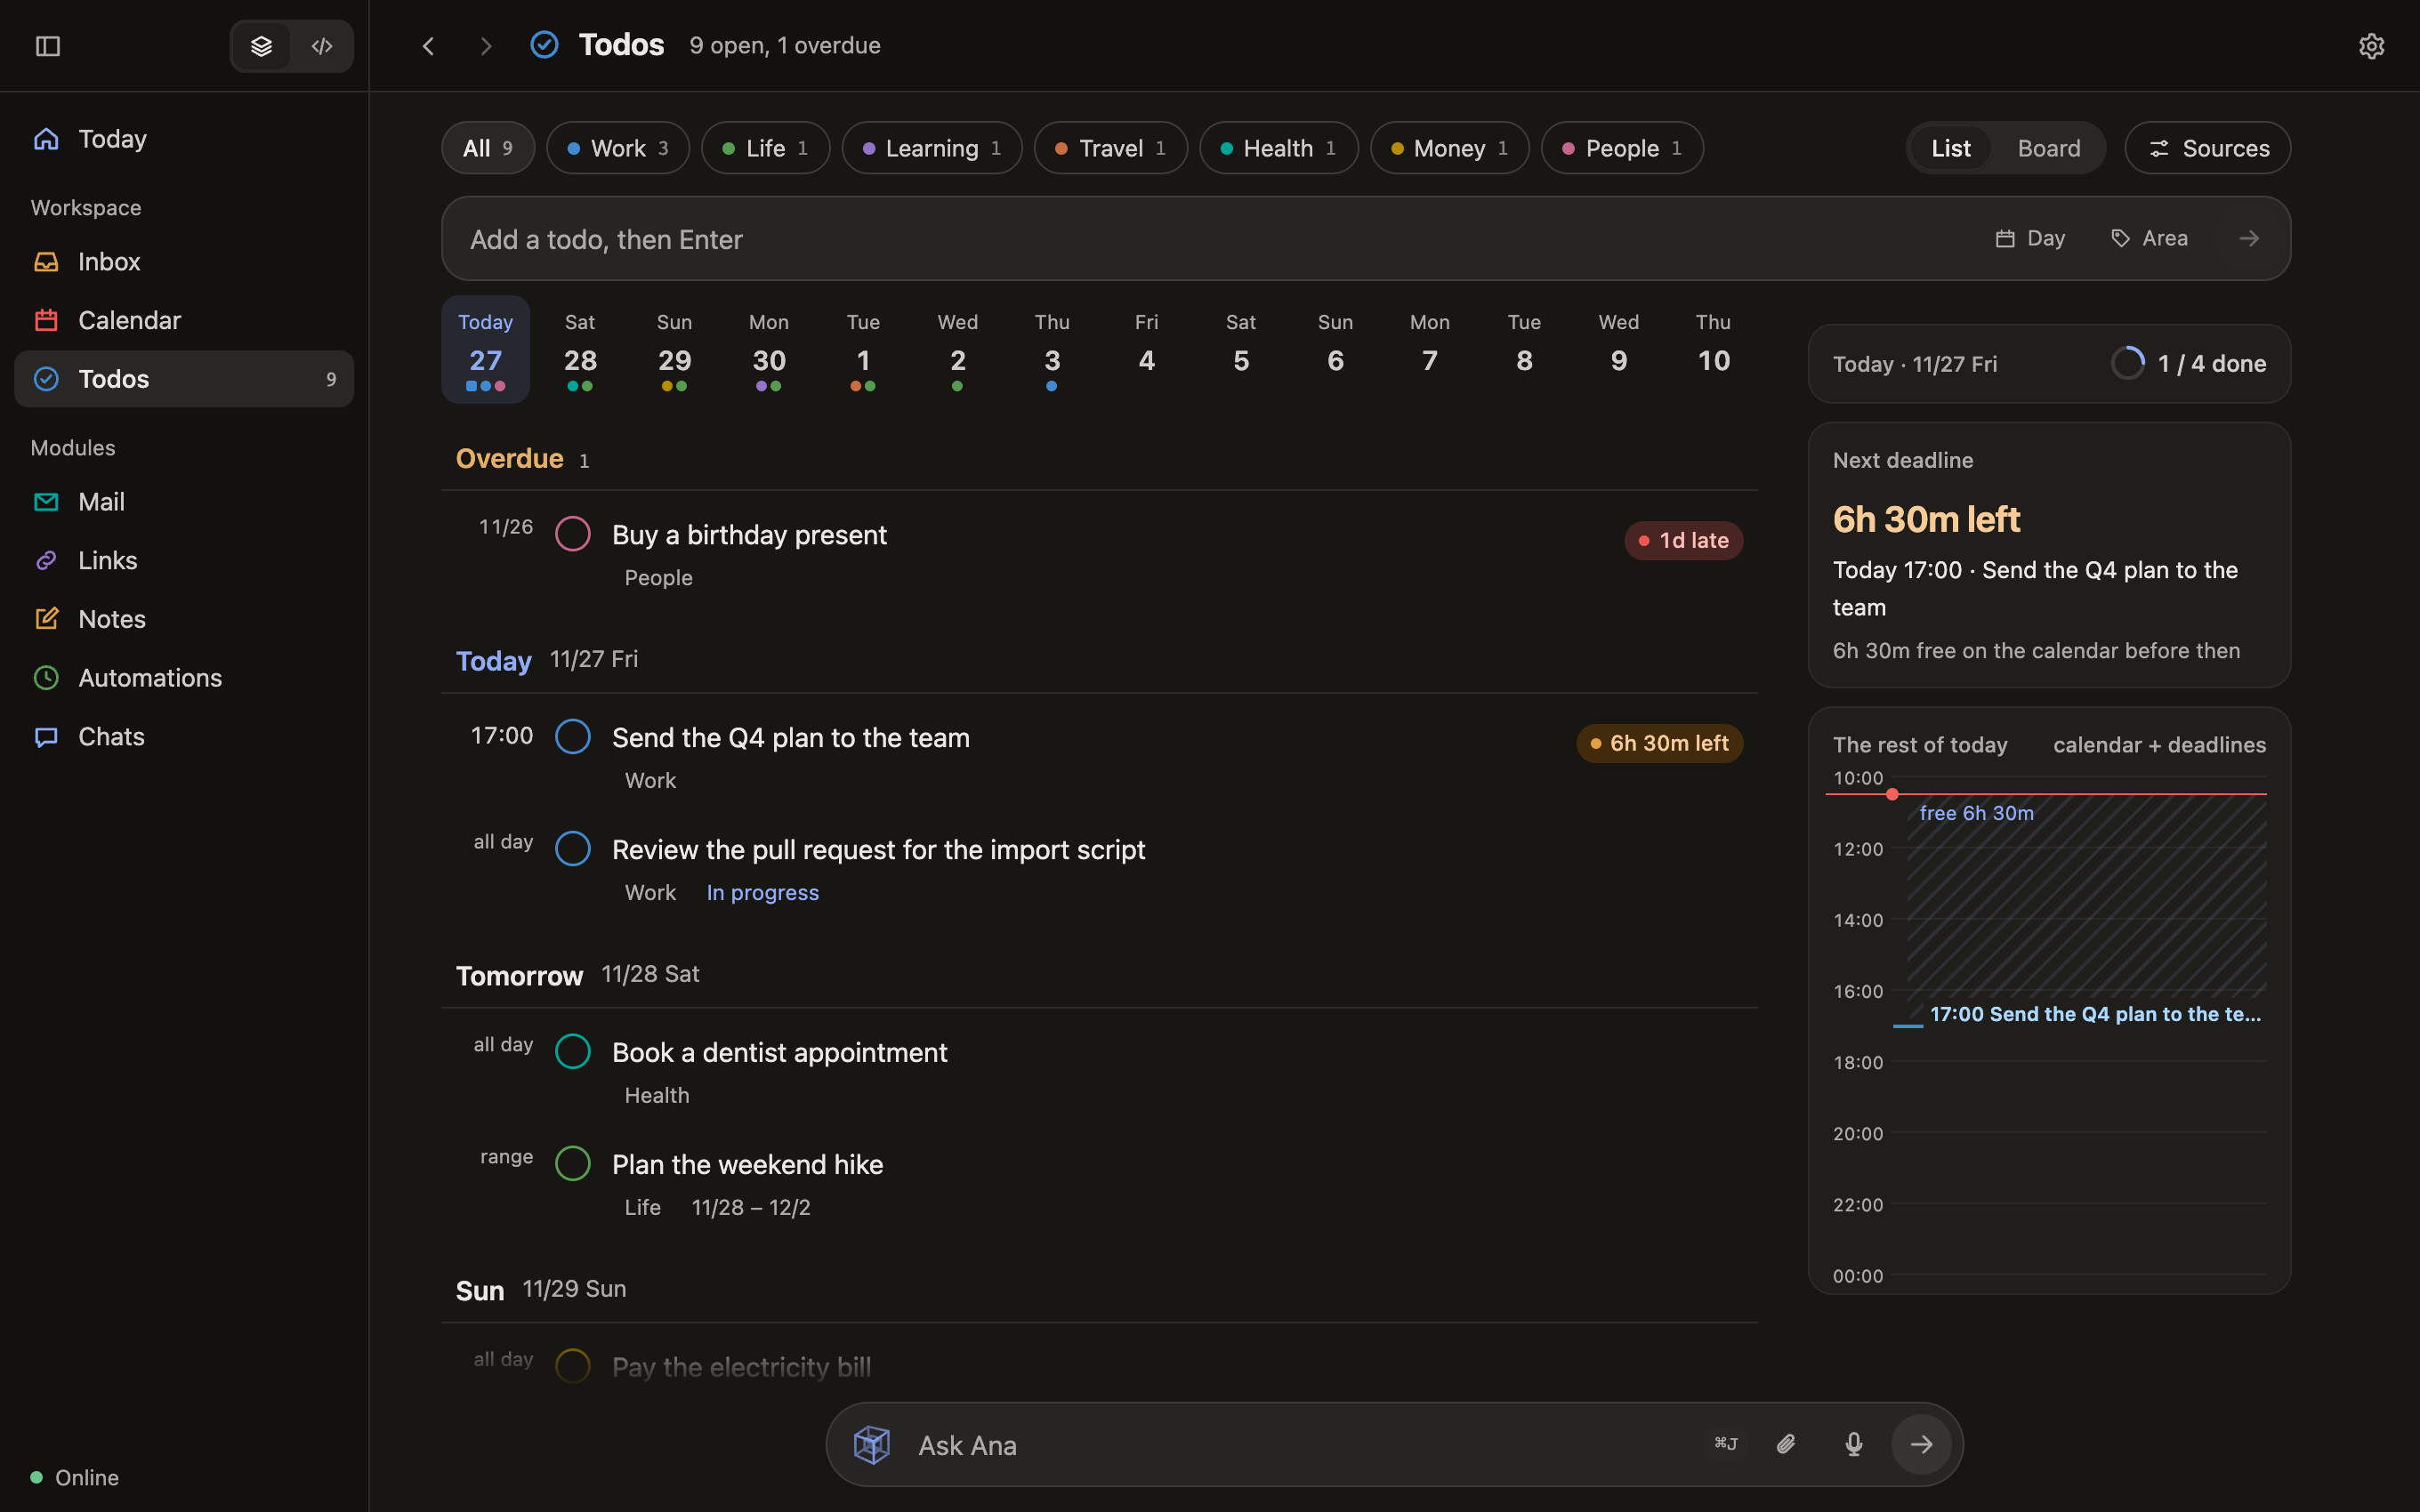 Todos 9 open, 1 overdue
Today
Workspace
Inbox
Calendar
Todos 9
Modules
Mail
Links
Notes
Automations
Chats
Online
All 9 Work 3 Life 1 Learning 1 Travel 1 Health 1 Money 1 People 1 List Board Sources
Add a todo, then Enter Day Area
Today Sat Sun Mon Tue Wed Thu Fri Sat Sun Mon Tue Wed Thu
27 28 29 30 1 2 3 4 5 6 7 8 9 10
Overdue 1
11/26 Buy a birthday present 1d late
People
Today 11/27 Fri
17:00 Send the Q4 plan to the team 6h 30m left
Work
all day Review the pull request for the import script
Work In progress
Tomorrow 11/28 Sat
all day Book a dentist appointment
Health
range Plan the weekend hike
Life 11/28 – 12/2
Sun 11/29 Sun
all day Pay the electricity bill
Today · 11/27 Fri 1 / 4 done
Next deadline
6h 30m left
Today 17:00 · Send the Q4 plan to the
team
6h 30m free on the calendar before then
The rest of today calendar + deadlines
10:00
free 6h 30m
12:00
14:00
16:00
17:00 Send the Q4 plan to the te...
18:00
20:00
22:00
00:00
Ask Ana ⌘J